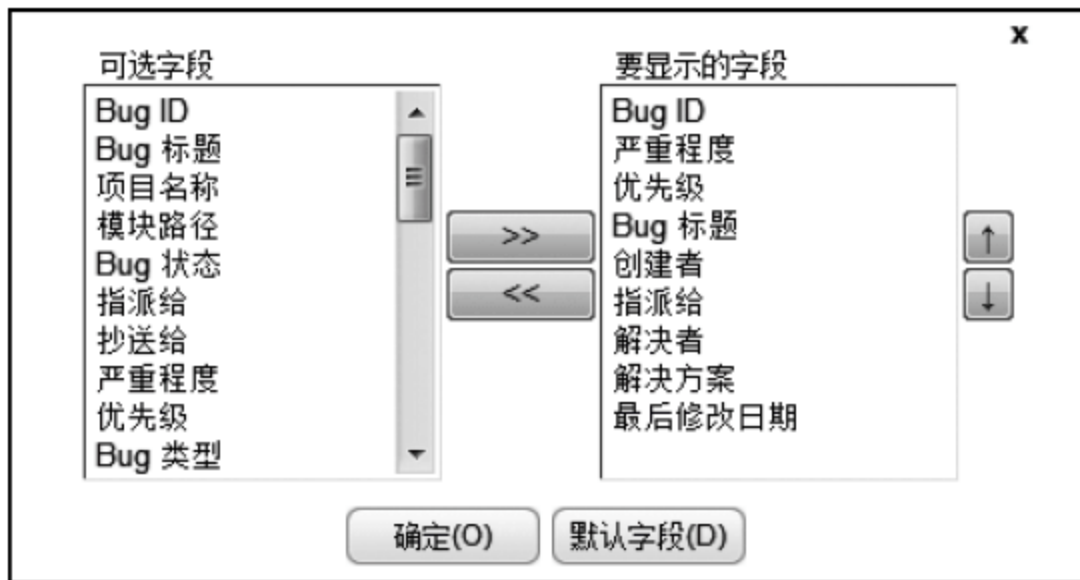 x
可选字段
Bug ID
Bug 标题
项目名称
模块路径
Bug 状态
指派给
抄送给
严重程度
优先级
Bug 类型
>>
<<
要显示的字段
Bug ID
严重程度
优先级
Bug 标题
创建者
指派给
解决者
解决方案
最后修改日期
↑
↓
确定(O)
默认字段(D)